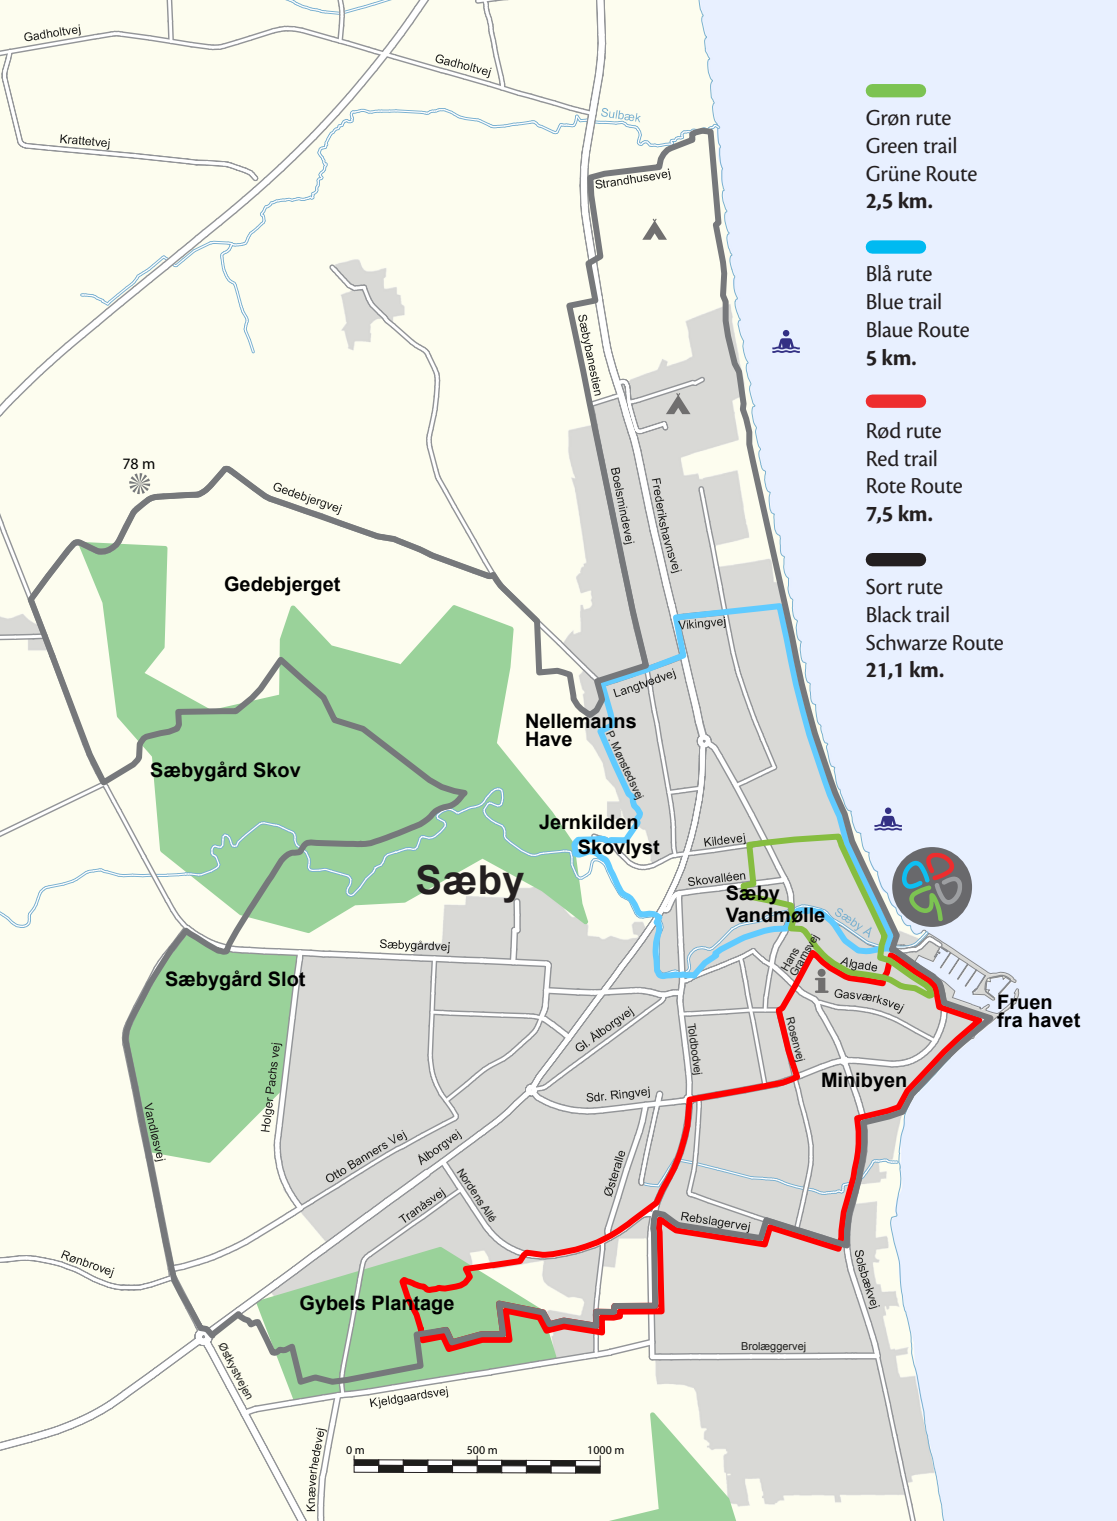 Gadholtvej
Gadholtvej
Krattetvej
Sulbæk
Strandhusevej
Grøn rute
Green trail
Grüne Route
2,5 km.
Blå rute
Blue trail
Blaue Route
5 km.
Rød rute
Red trail
Rote Route
7,5 km.
Sort rute
Black trail
Schwarze Route
21,1 km.
Sæbybanestien
78 m
Gedebjergvej
Boelsmindevej
Frederikshavnsvej
Gedebjerget
Vikingvej
Langtvedvej
Nellemanns
Have
P. Mønstedsvej
Sæbygård Skov
Jernkilden
Skovlyst
Kildevej
Skovalléen
Sæby
Sæby
Vandmølle
Sæby Å
Sæbygårdvej
Hans
Gramsvej
Algade
Sæbygård Slot
Gasværksvej
Fruen
fra havet
Gl. Ålborgvej
Toldbodvej
Rosenvej
Holger Pachs vej
Minibyen
Sdr. Ringvej
Vandløsvej
Otto Banners Vej
Ålborgvej
Østeralle
Nordens Allé
Tranåsvej
Rebslagervej
Rønbrovej
Solsbækvej
Gybels Plantage
Østkystvejen
Brolæggervej
Kjeldgaardsvej
Knæverhedevej
0 m
500 m
1000 m